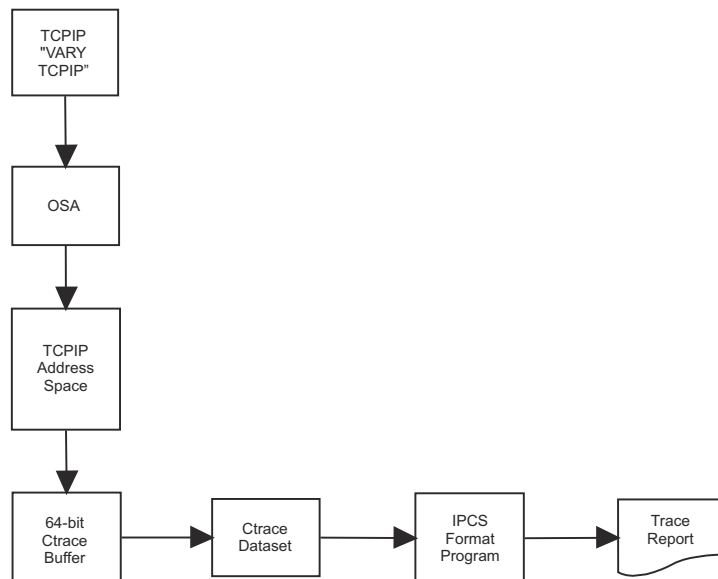 TCPIP
"VARY
TCPIP”
OSA
TCPIP
Address
Space
64-bit
Ctrace
Buffer
Ctrace
Dataset
IPCS
Format
Program
Trace
Report